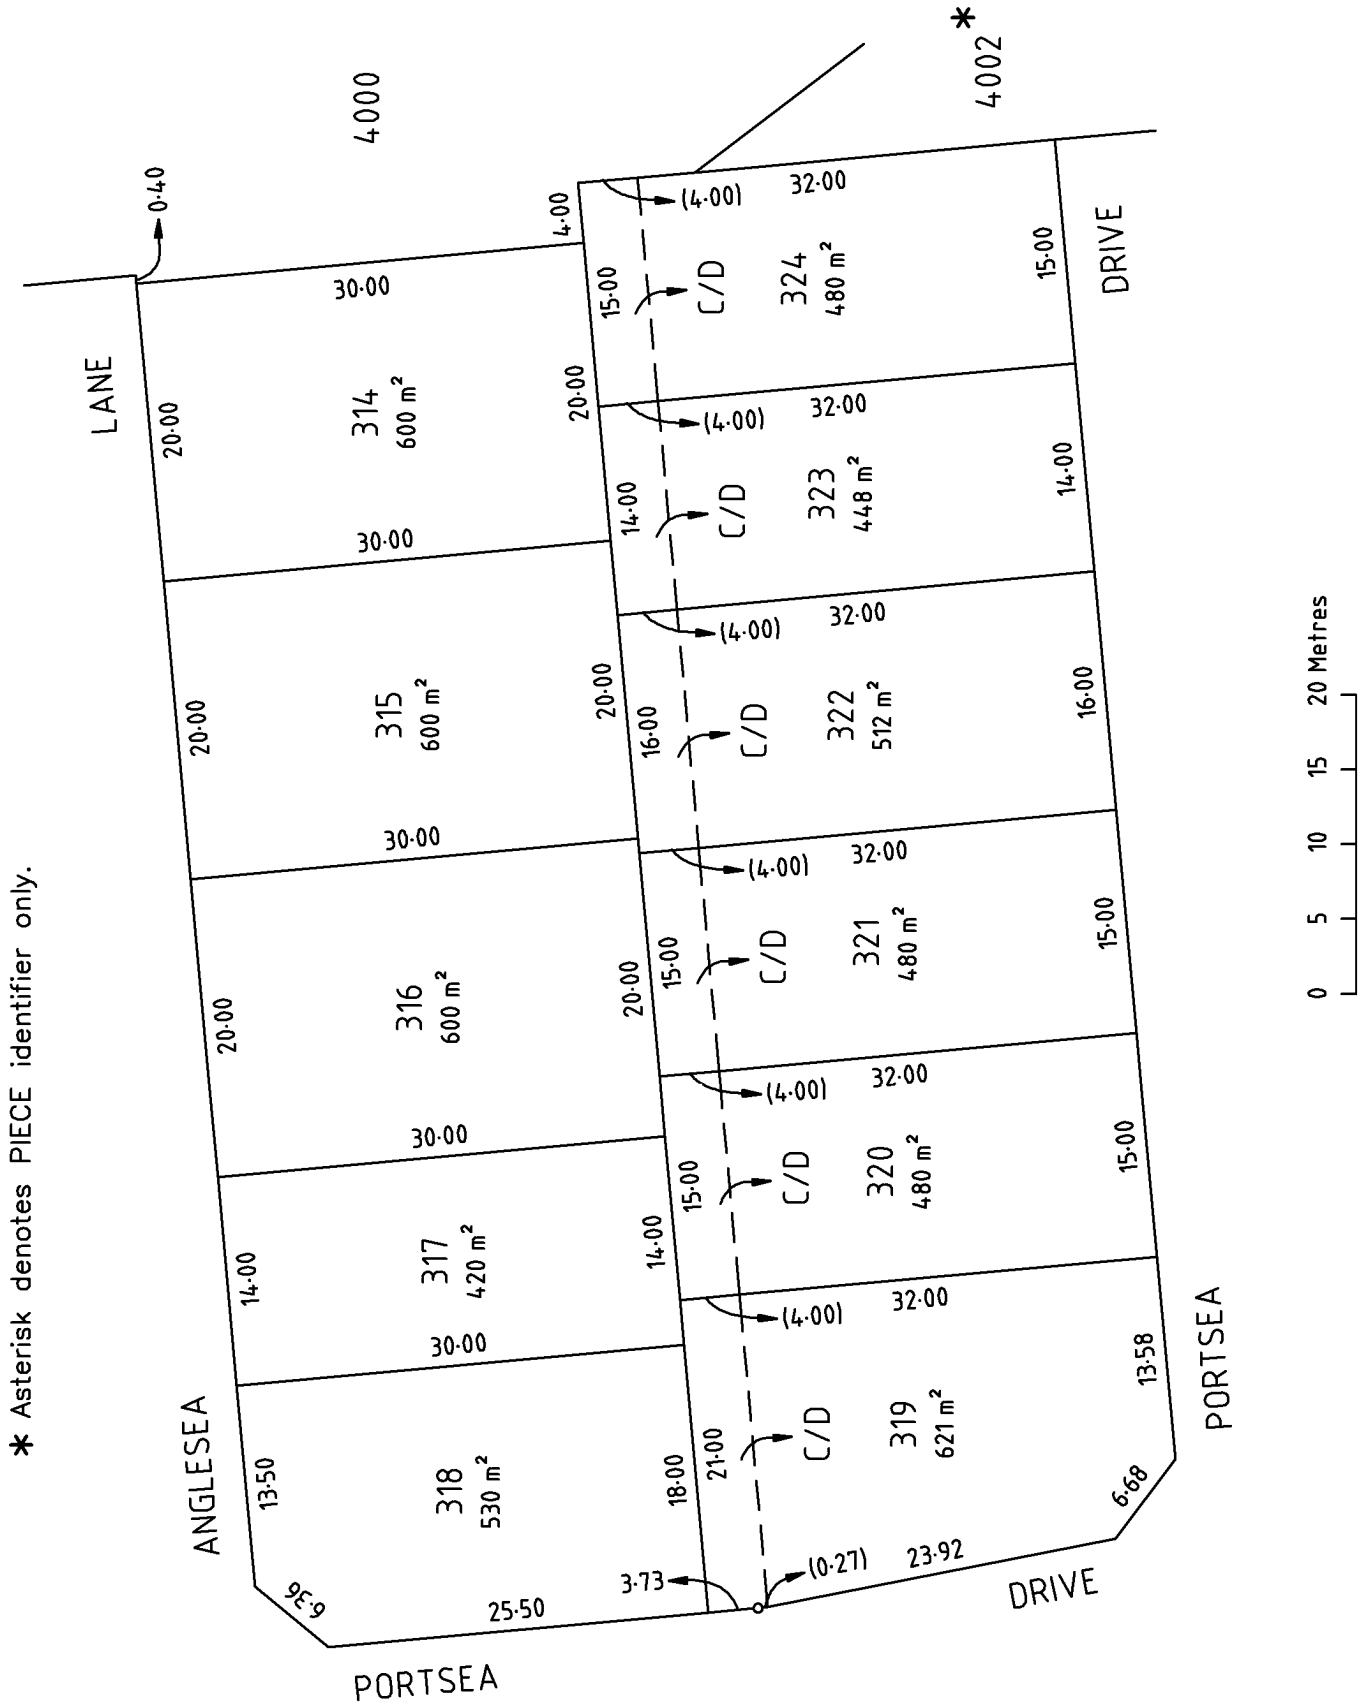 * Asterisk denotes PIECE identifier only.
ANGLESEA
LANE
4000
4002
*
0·40
13·50
14·00
20·00
20·00
20·00
6·36
318
530 m²
30·00
317
420 m²
30·00
316
600 m²
30·00
315
600 m²
30·00
314
600 m²
30·00
25·50
PORTSEA
18·00
14·00
20·00
20·00
20·00
4·00
3·73
21·00
15·00
15·00
16·00
14·00
15·00
(0·27)
C/D
(4·00)
C/D
(4·00)
C/D
(4·00)
C/D
(4·00)
C/D
(4·00)
C/D
(4·00)
23·92
319
621 m²
32·00
320
480 m²
32·00
321
480 m²
32·00
322
512 m²
32·00
323
448 m²
32·00
324
480 m²
32·00
DRIVE
6·68
13·58
15·00
15·00
16·00
14·00
15·00
PORTSEA
DRIVE
0 5 10 15 20 Metres